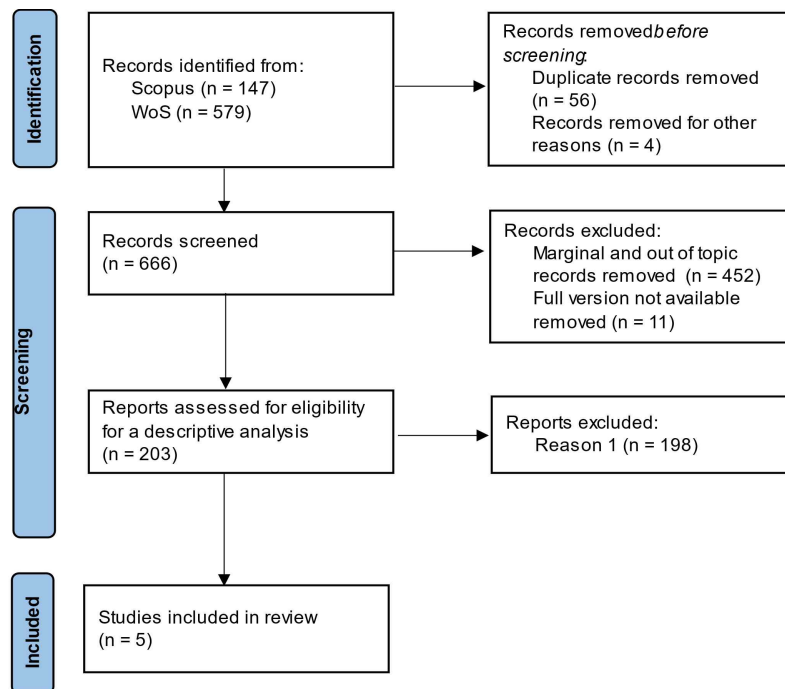 Identification
Records identified from:
Scopus (n = 147)
WoS (n = 579)
Records removed before
screening:
Duplicate records removed
(n = 56)
Records removed for other
reasons (n = 4)
Screening
Records screened
(n = 666)
Records excluded:
Marginal and out of topic
records removed (n = 452)
Full version not available
removed (n = 11)
Reports assessed for eligibility
for a descriptive analysis
(n = 203)
Reports excluded:
Reason 1 (n = 198)
Included
Studies included in review
(n = 5)